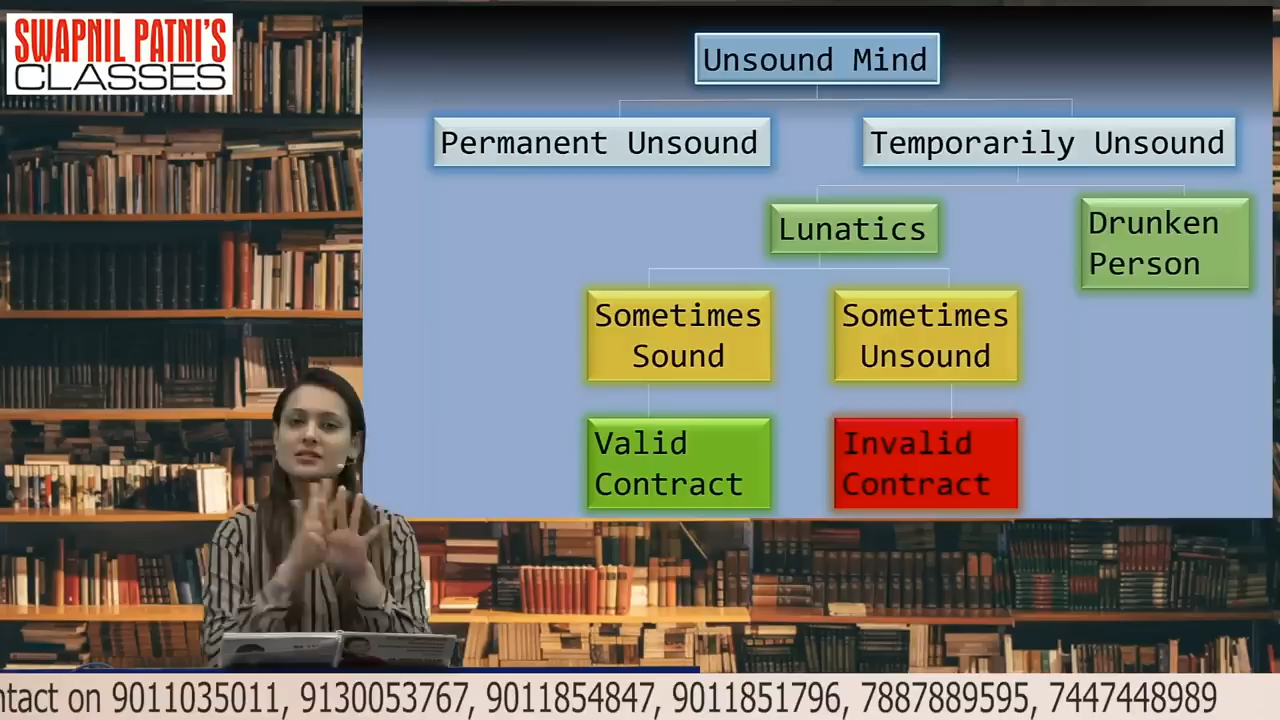 SWAPNIL PATNI'S
CLASSES
Unsound Mind
Permanent Unsound
Temporarily Unsound
Lunatics
Drunken
Person
Sometimes
Sound
Sometimes
Unsound
Valid
Contract
Invalid
Contract
ntact on 9011035011, 9130053767, 9011854847, 9011851796, 7887889595, 7447448989